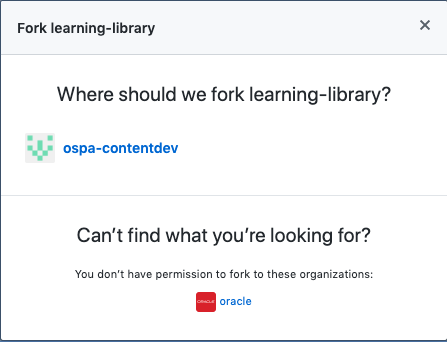 Fork learning-library
Where should we fork learning-library?
ospa-contentdev
Can’t find what you’re looking for?
You don’t have permission to fork to these organizations:
ORACLE oracle